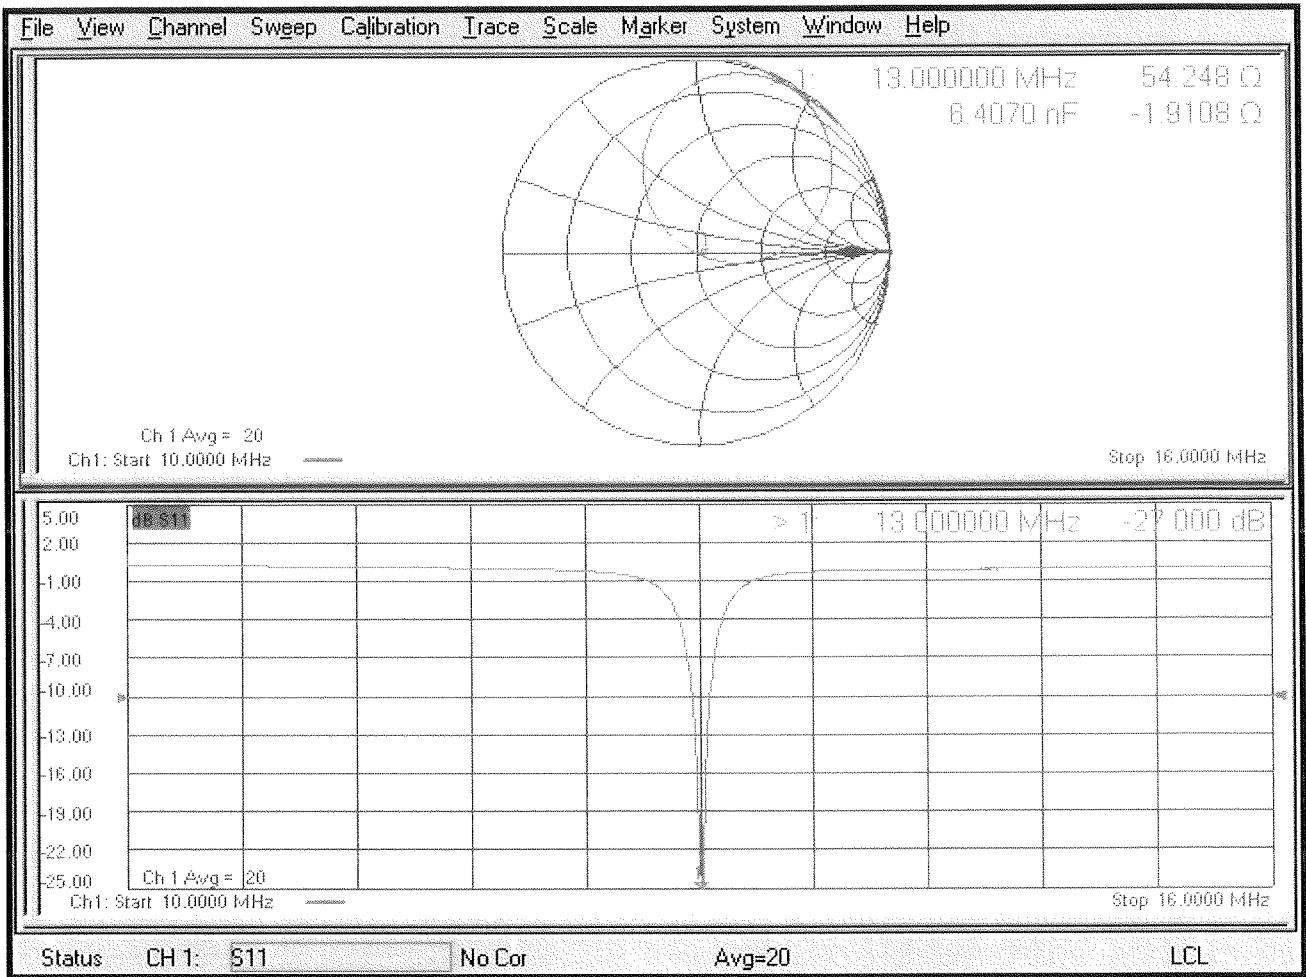 File View Channel Sweep Calibration Trace Scale Marker System Window Help
> 1: 13.000000 MHz 54.248 Ω
6.4070 nF -1.9108 Ω
Ch 1 Avg = 20
Ch1: Start 10.0000 MHz
Stop 16.0000 MHz
5.00
dB S11
> 1: 13.000000 MHz -27.000 dB
2.00
-1.00
-4.00
-7.00
-10.00
-13.00
-16.00
-19.00
-22.00
-25.00
Ch 1 Avg = 20
Ch1: Start 10.0000 MHz
Stop 16.0000 MHz
Status CH 1: S11 No Cor Avg=20 LCL